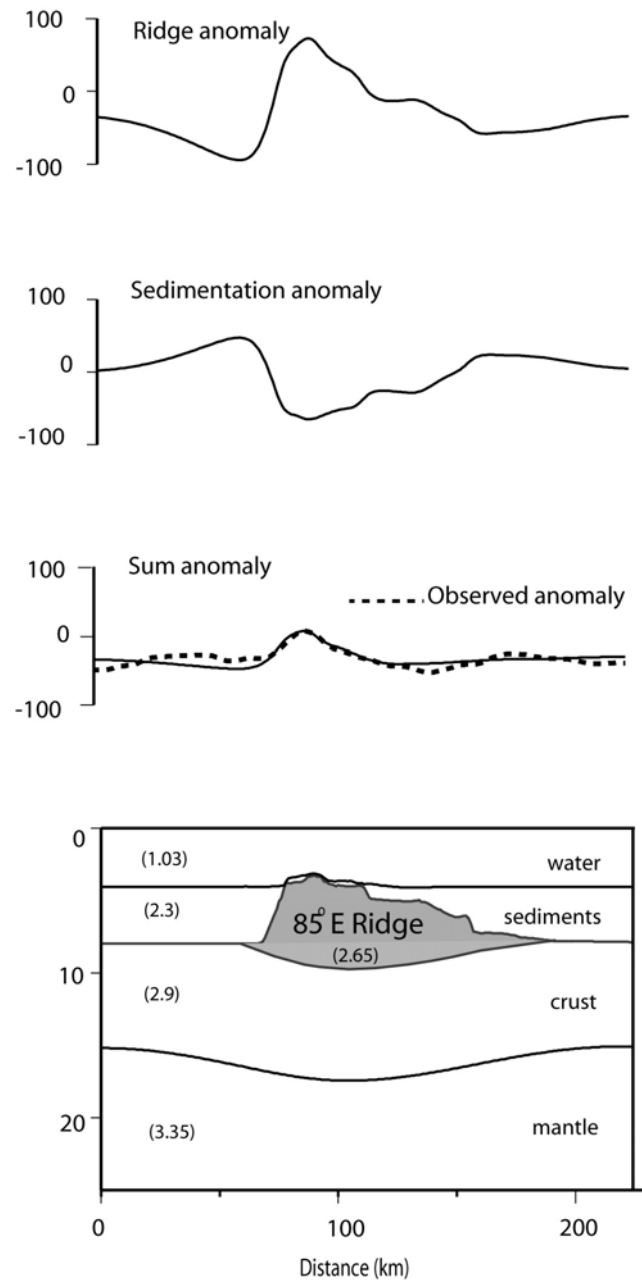 100
Ridge anomaly
0
-100
100
Sedimentation anomaly
0
-100
100
Sum anomaly
Observed anomaly
0
-100
0
(1.03)
water
(2.3)
85° E Ridge
sediments
(2.65)
10
(2.9)
crust
20
(3.35)
mantle
0
100
200
Distance (km)